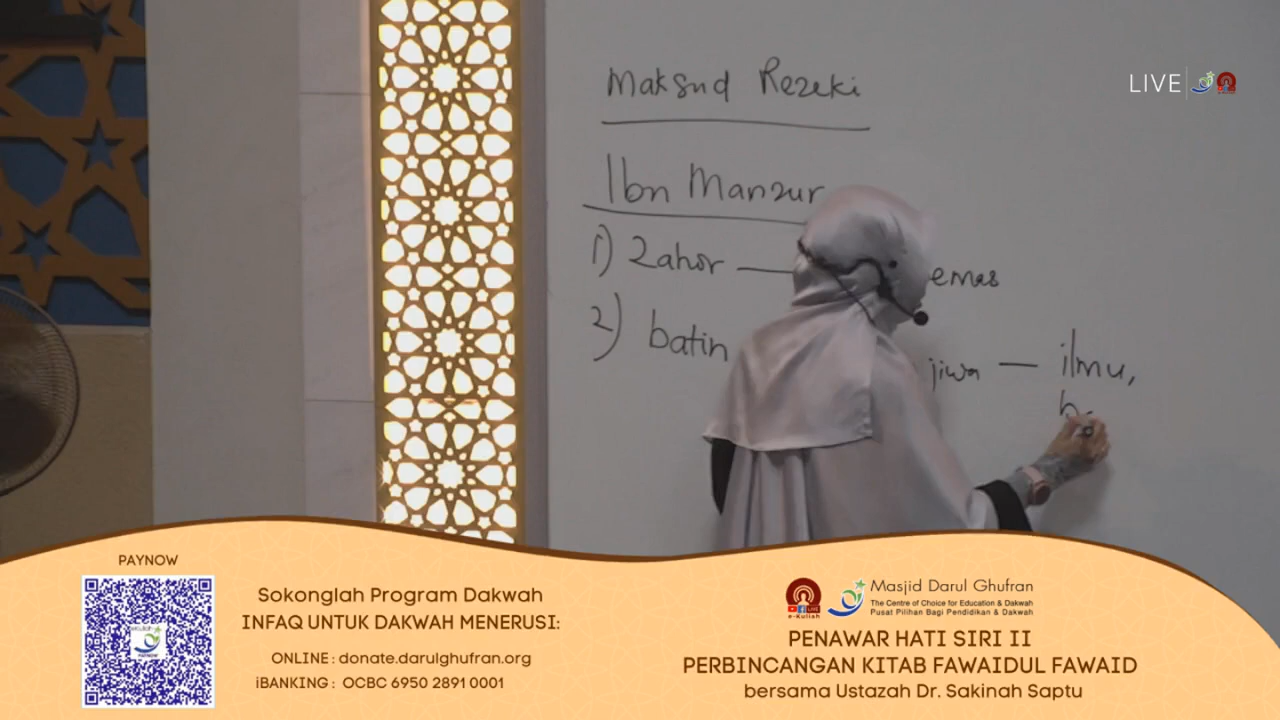 Maksud Rezeki
LIVE
Ibn Manzur
1) Zahor — emas
2) batin jiwa — ilmu,
PAYNOW
Sokonglah Program Dakwah
INFAQ UNTUK DAKWAH MENERUSI:
ONLINE : donate.darulghufran.org
iBANKING : OCBC 6950 2891 0001
e-Kuliah
Masjid Darul Ghufran
The Centre of Choice for Education & Dakwah
Pusat Pilihan Bagi Pendidikan & Dakwah
PENAWAR HATI SIRI II
PERBINCANGAN KITAB FAWAIDUL FAWAID
bersama Ustazah Dr. Sakinah Saptu